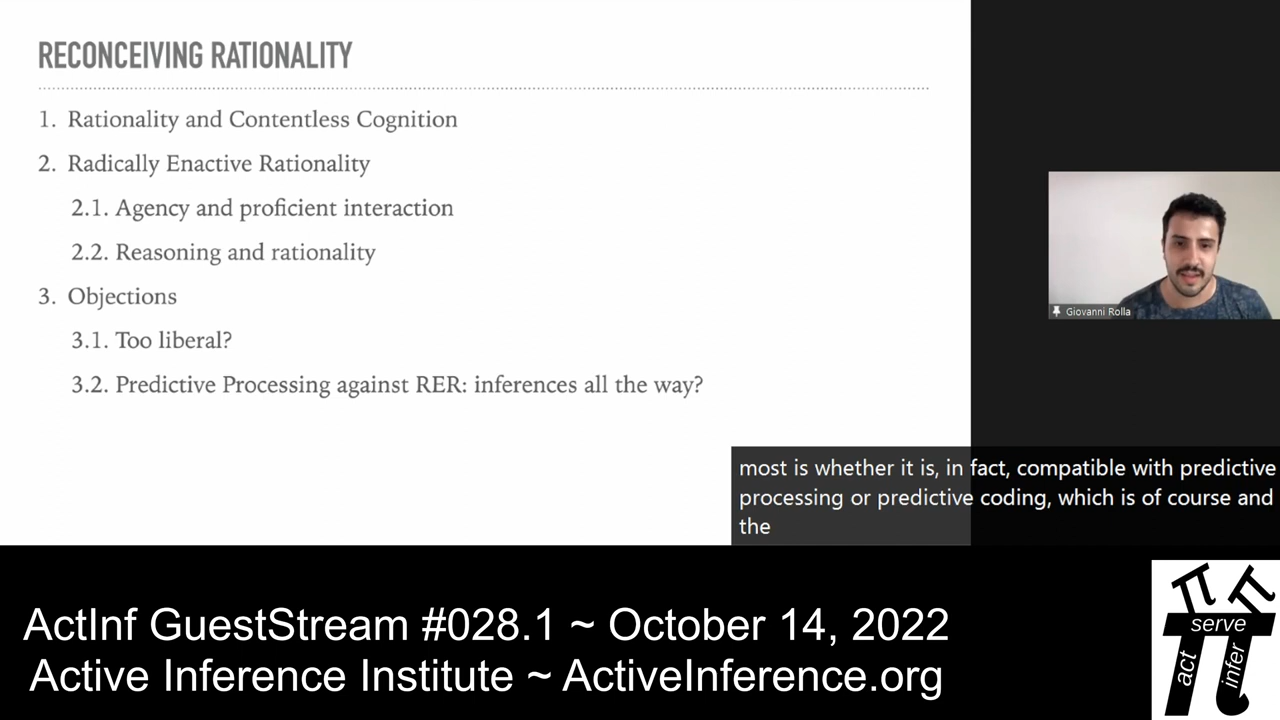 RECONCEIVING RATIONALITY
1. Rationality and Contentless Cognition
2. Radically Enactive Rationality
2.1. Agency and proficient interaction
2.2. Reasoning and rationality
3. Objections
3.1. Too liberal?
3.2. Predictive Processing against RER: inferences all the way?
Giovanni Rolla
most is whether it is, in fact, compatible with predictive
processing or predictive coding, which is of course and
the
ActInf GuestStream #028.1 ~ October 14, 2022
Active Inference Institute ~ ActiveInference.org
serve
act
infer